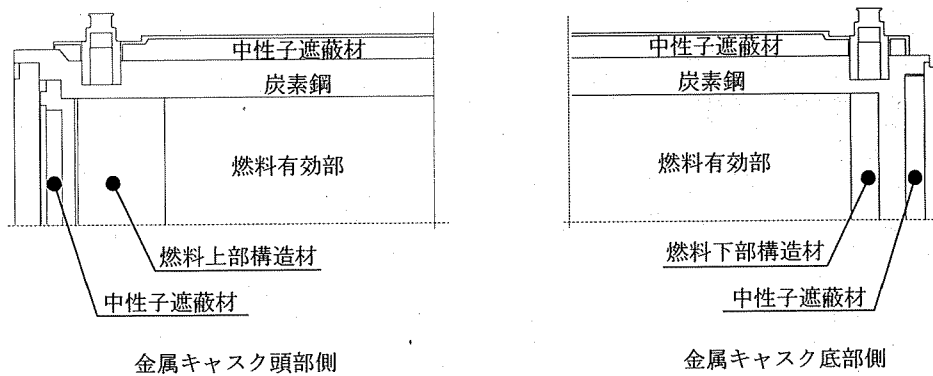 中性子遮蔽材
炭素鋼
燃料有効部
燃料上部構造材
中性子遮蔽材
金属キャスク頭部側
中性子遮蔽材
炭素鋼
燃料有効部
燃料下部構造材
中性子遮蔽材
金属キャスク底部側